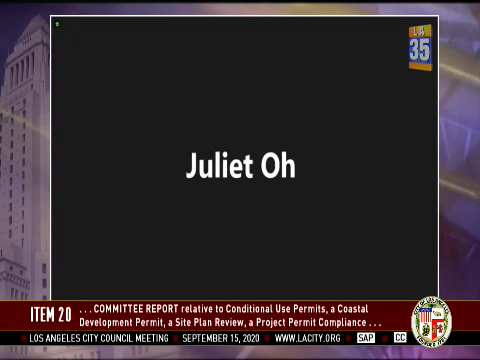 LA
35
Juliet Oh
ITEM 20
. . . COMMITTEE REPORT relative to Conditional Use Permits, a Coastal
Development Permit, a Site Plan Review, a Project Permit Compliance . . .
LOS ANGELES CITY COUNCIL MEETING SEPTEMBER 15, 2020 WWW.LACITY.ORG SAP CC